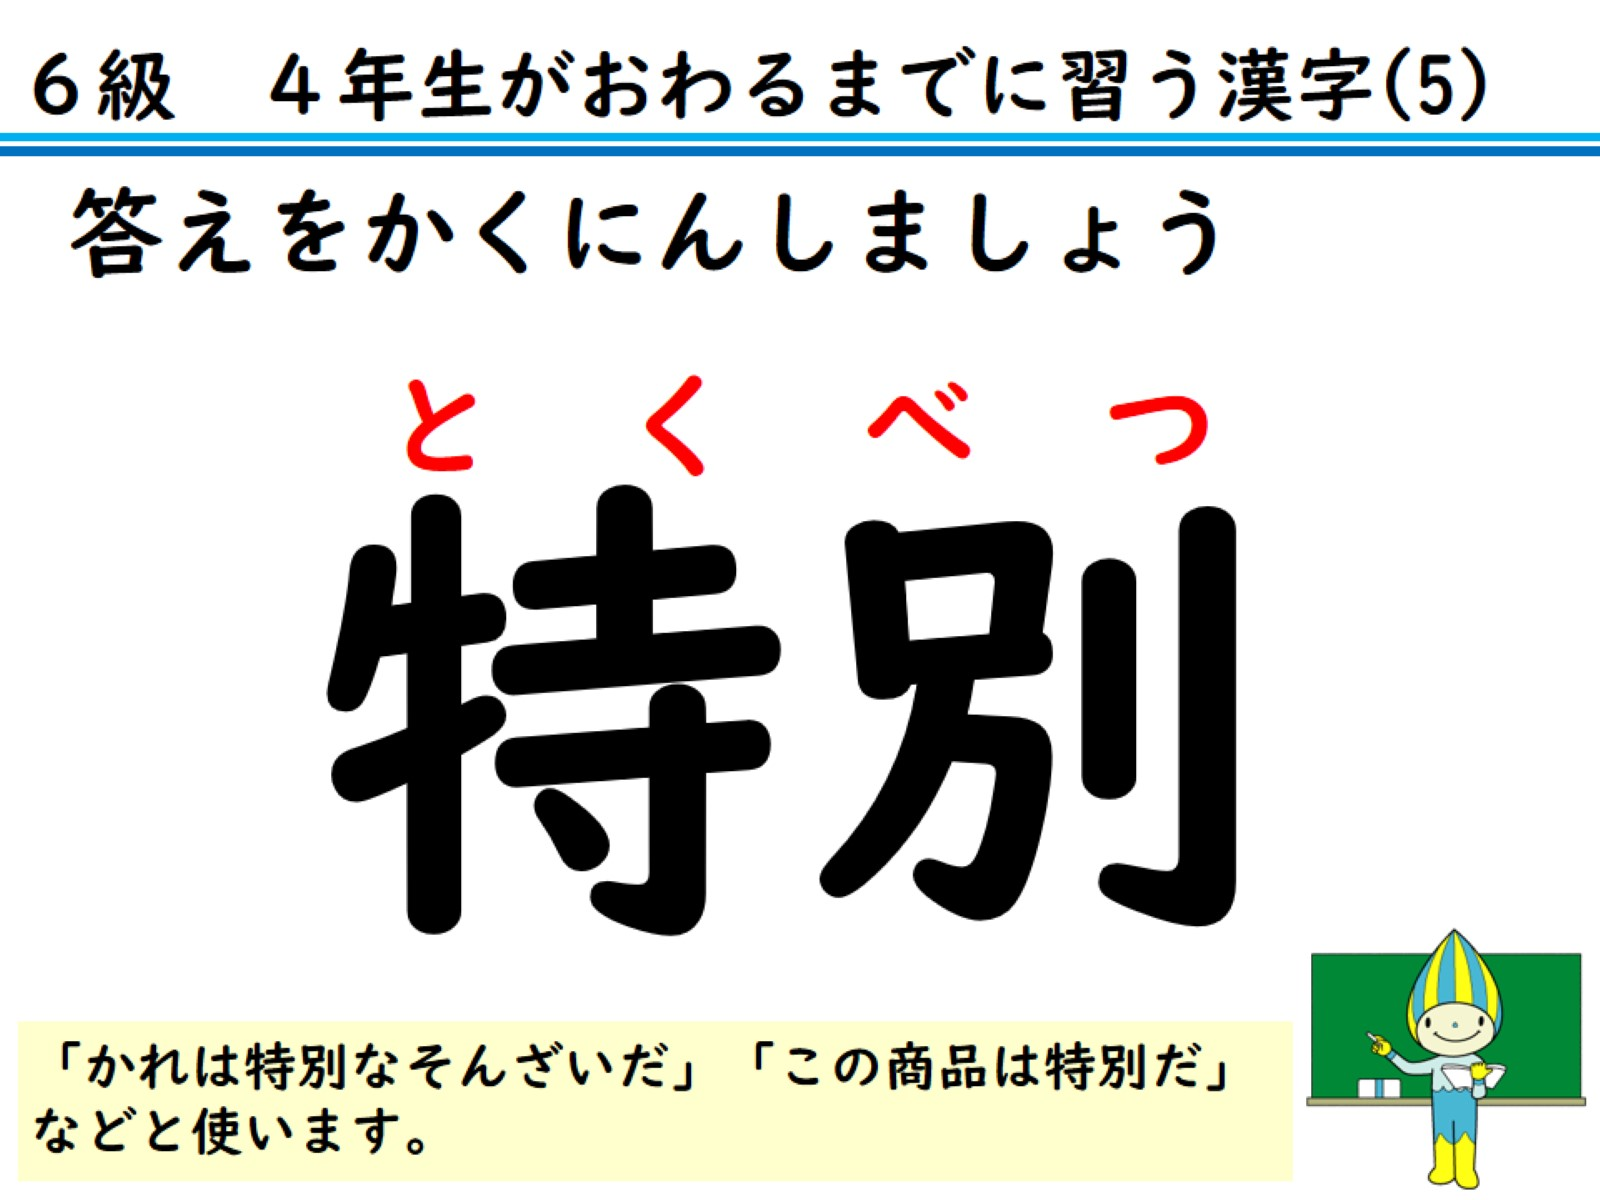 ６級　４年生がおわるまでに習う漢字(5)
答えをかくにんしましょう
とくべつ
特別
「かれは特別なそんざいだ」「この商品は特別だ」
などと使います。